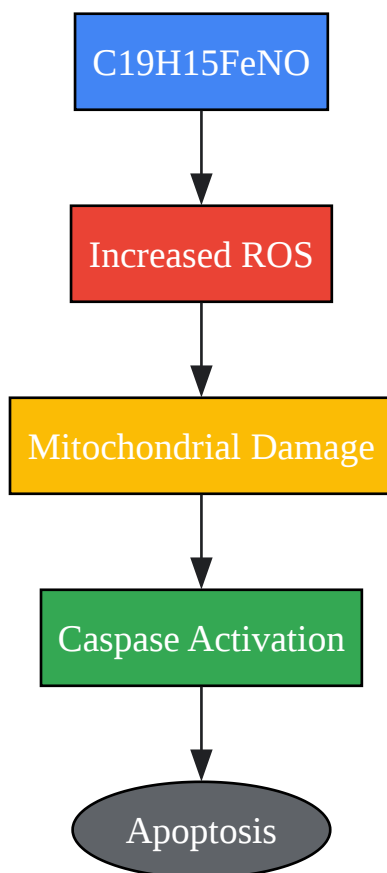 C19H15FeNO
Increased ROS
Mitochondrial Damage
Caspase Activation
Apoptosis